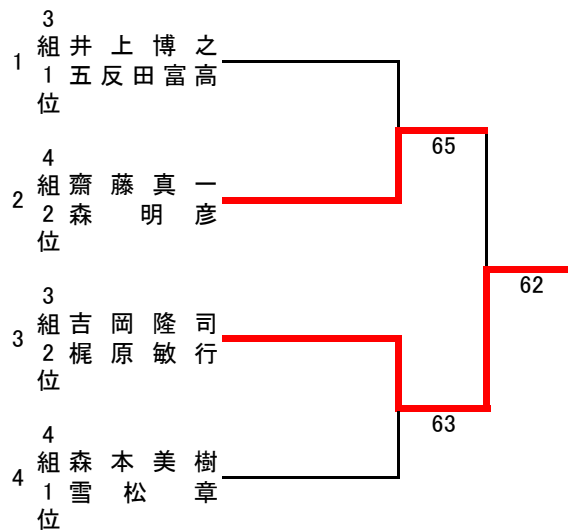 1 3組1位 井上博之
五反田富高
65
2 4組2位 齋藤真一
森明彦
62
3 3組2位 吉岡隆司
梶原敏行
63
4 4組1位 森本美樹
雪松章